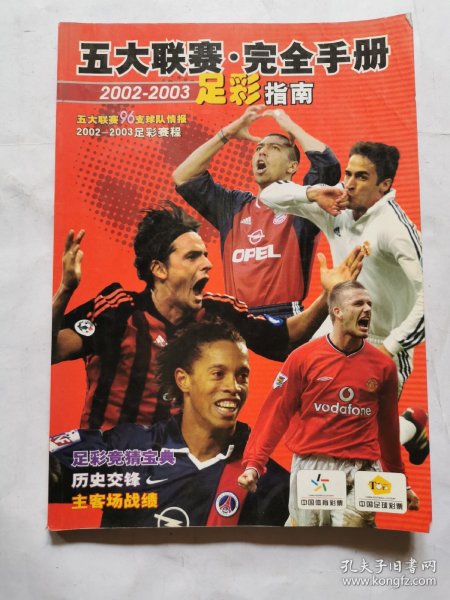 五大联赛·完全手册
2002-2003 足彩 指南
五大联赛96支球队情报
2002-2003足彩赛程
OPEL
vodafone
足彩竞猜宝典
历史交锋
主客场战绩
中国体育彩票
中国足球彩票
孔夫子旧书网
www.kongfz.com